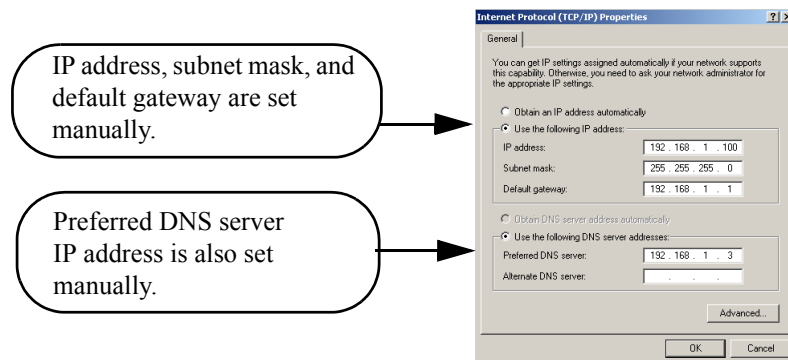 IP address, subnet mask, and
default gateway are set
manually.
Preferred DNS server
IP address is also set
manually.
Internet Protocol (TCP/IP) Properties
General
You can get IP settings assigned automatically if your network supports
this capability. Otherwise, you need to ask your network administrator for
the appropriate IP settings.
Obtain an IP address automatically
Use the following IP address:
IP address: 192 . 168 . 1 . 100
Subnet mask: 255 . 255 . 255 . 0
Default gateway: 192 . 168 . 1 . 1
Obtain DNS server address automatically
Use the following DNS server addresses:
Preferred DNS server: 192 . 168 . 1 . 3
Alternate DNS server: . . .
Advanced...
OK Cancel